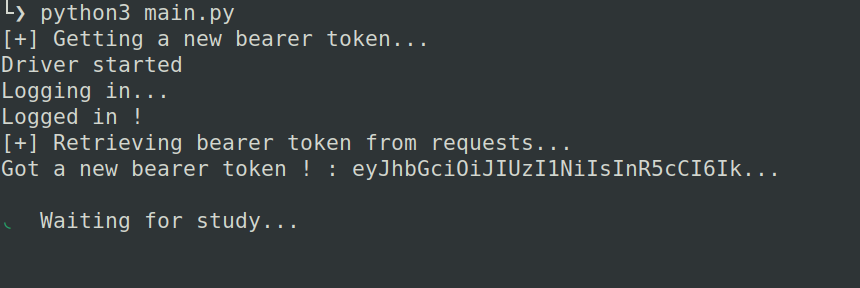 ❯ python3 main.py
[+] Getting a new bearer token...
Driver started
Logging in...
Logged in !
[+] Retrieving bearer token from requests...
Got a new bearer token ! : eyJhbGciOiJIUzI1NiIsInR5cCI6Ik...
Waiting for study...